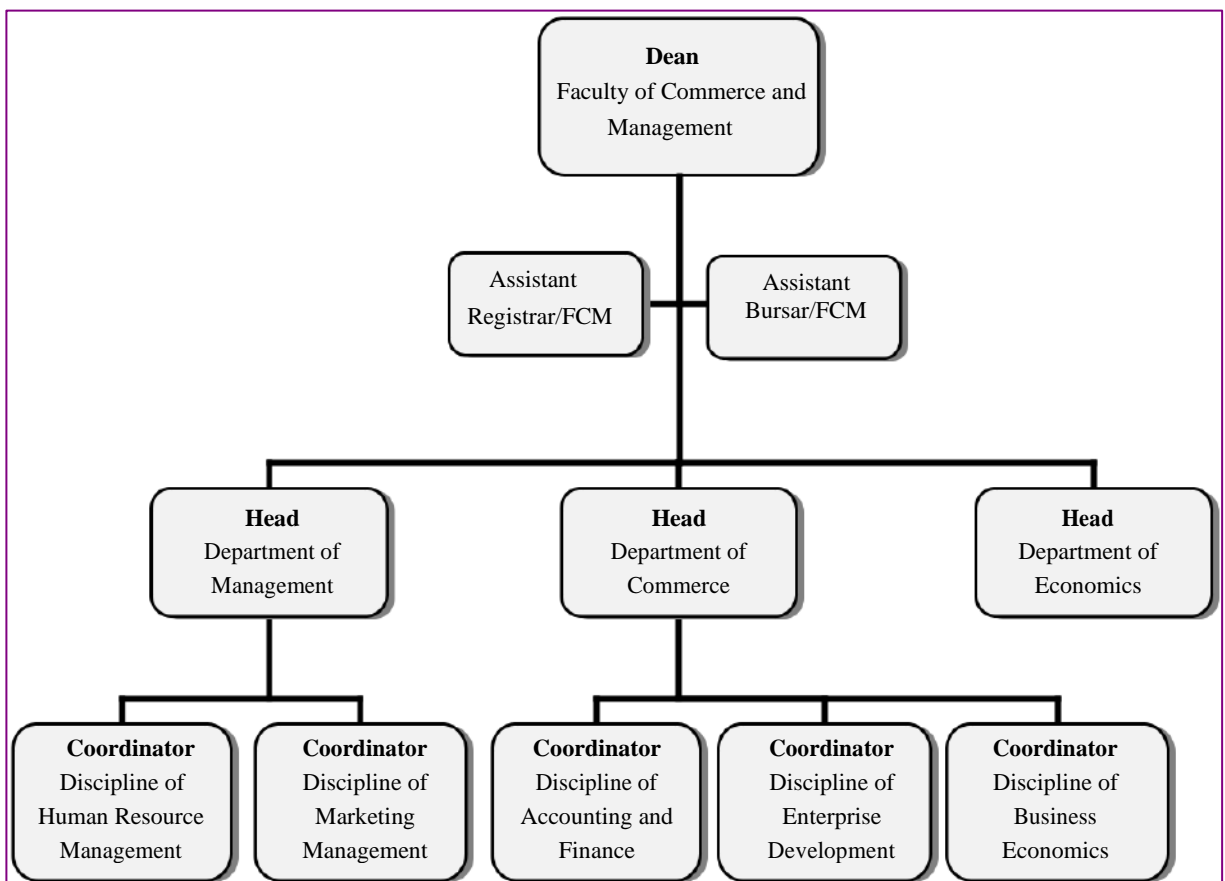 Dean
Faculty of Commerce and
Management
Assistant
Registrar/FCM
Assistant
Bursar/FCM
Head
Department of
Management
Head
Department of
Commerce
Head
Department of
Economics
Coordinator
Discipline of
Human Resource
Management
Coordinator
Discipline of
Marketing
Management
Coordinator
Discipline of
Accounting and
Finance
Coordinator
Discipline of
Enterprise
Development
Coordinator
Discipline of
Business
Economics